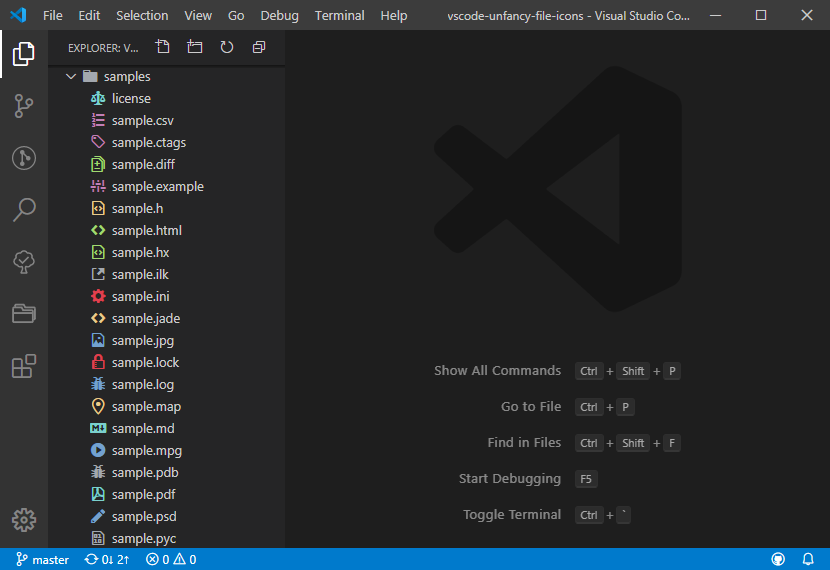 File Edit Selection View Go Debug Terminal Help vscode-unfancy-file-icons - Visual Studio Co...
EXPLORER: V...
samples
license
sample.csv
sample.ctags
sample.diff
sample.example
sample.h
sample.html
sample.hx
sample.ilk
sample.ini
sample.jade
sample.jpg
sample.lock
sample.log
sample.map
M sample.md
sample.mpg
sample.pdb
sample.pdf
sample.psd
sample.pyc
Show All Commands Ctrl + Shift + P
Go to File Ctrl + P
Find in Files Ctrl + Shift + F
Start Debugging F5
Toggle Terminal Ctrl + `
master 0↓ 2↑ 0 0